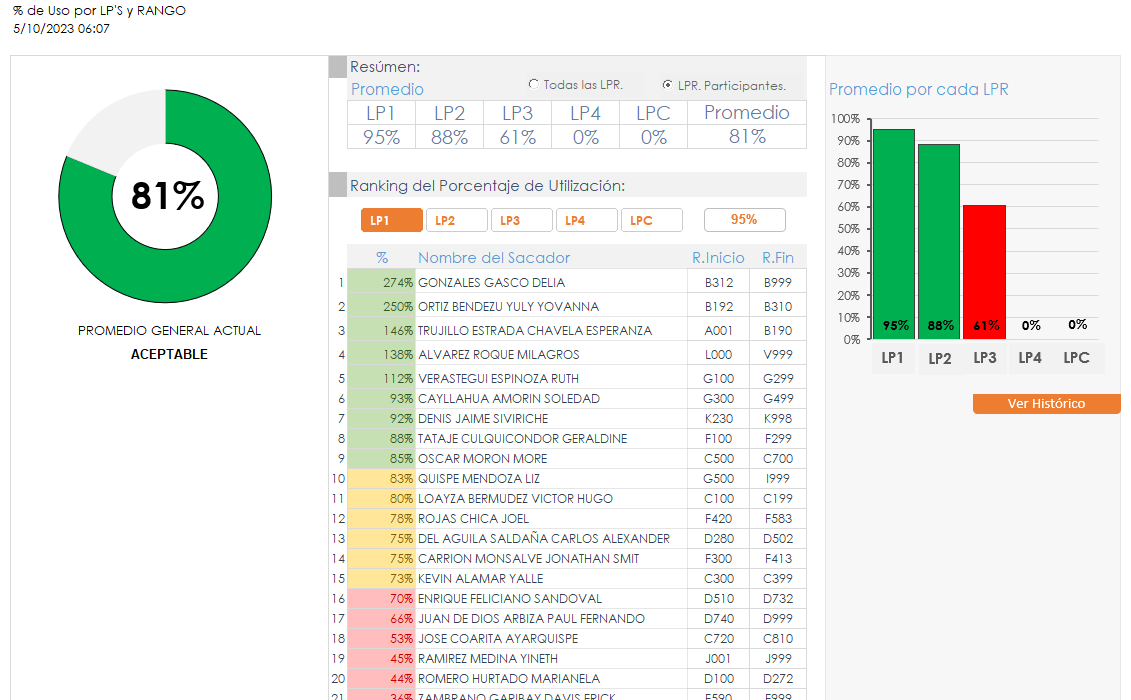 % de Uso por LP'S y RANGO
5/10/2023 06:07
81%
PROMEDIO GENERAL ACTUAL
ACEPTABLE
Resúmen:
Promedio
Todas las LPR. LPR. Participantes.
LP1 LP2 LP3 LP4 LPC Promedio
95% 88% 61% 0% 0% 81%
Ranking del Porcentaje de Utilización:
LP1 LP2 LP3 LP4 LPC 95%
% Nombre del Sacador R.Inicio R.Fin
1 274% GONZALES GASCO DELIA B312 B999
2 250% ORTIZ BENDEZU YULY YOVANNA B192 B310
3 146% TRUJILLO ESTRADA CHAVELA ESPERANZA A001 B190
4 138% ALVAREZ ROQUE MILAGROS L000 V999
5 112% VERASTEGUI ESPINOZA RUTH G100 G299
6 93% CAYLLAHUA AMORIN SOLEDAD G300 G499
7 92% DENIS JAIME SIVIRICHE K230 K998
8 88% TATAJE CULQUICONDOR GERALDINE F100 F299
9 85% OSCAR MORON MORE C500 C700
10 83% QUISPE MENDOZA LIZ G500 I999
11 80% LOAYZA BERMUDEZ VICTOR HUGO C100 C199
12 78% ROJAS CHICA JOEL F420 F583
13 75% DEL AGUILA SALDAÑA CARLOS ALEXANDER D280 D502
14 75% CARRION MONSALVE JONATHAN SMIT F300 F413
15 73% KEVIN ALAMAR YALLE C300 C399
16 70% ENRIQUE FELICIANO SANDOVAL D510 D732
17 66% JUAN DE DIOS ARBIZA PAUL FERNANDO D740 D999
18 53% JOSE COARITA AYARQUISPE C720 C810
19 45% RAMIREZ MEDINA YINETH J001 J999
20 44% ROMERO HURTADO MARIANELA D100 D272
21 36% ZAMBRANO GARIBAY DAVIS ERICK F590 F999
Promedio por cada LPR
100%
90%
80%
70%
60%
50%
40%
30%
20%
10%
0%
95% 88% 61% 0% 0%
LP1 LP2 LP3 LP4 LPC
Ver Histórico